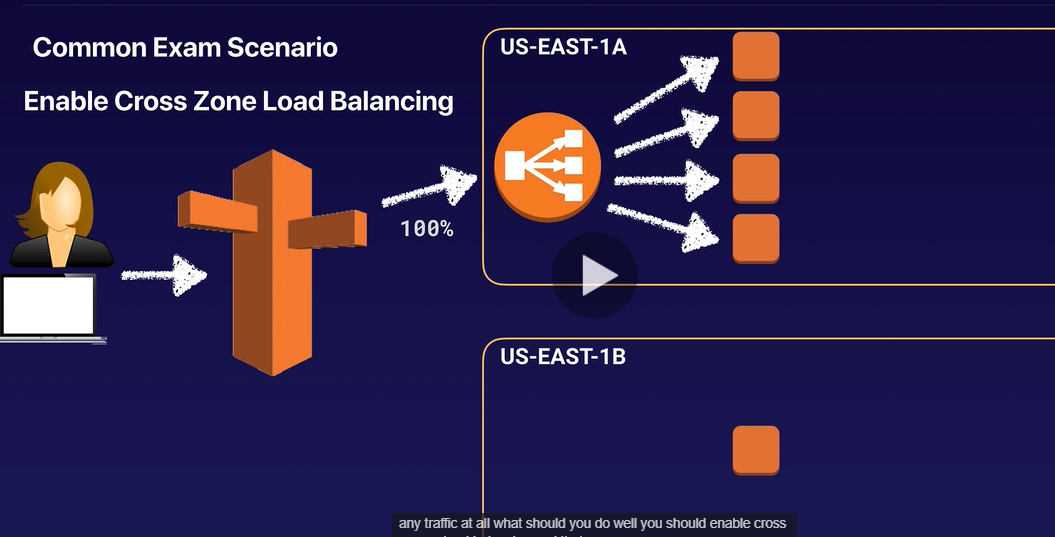 Common Exam Scenario
Enable Cross Zone Load Balancing
US-EAST-1A
100%
US-EAST-1B
any traffic at all what should you do well you should enable cross